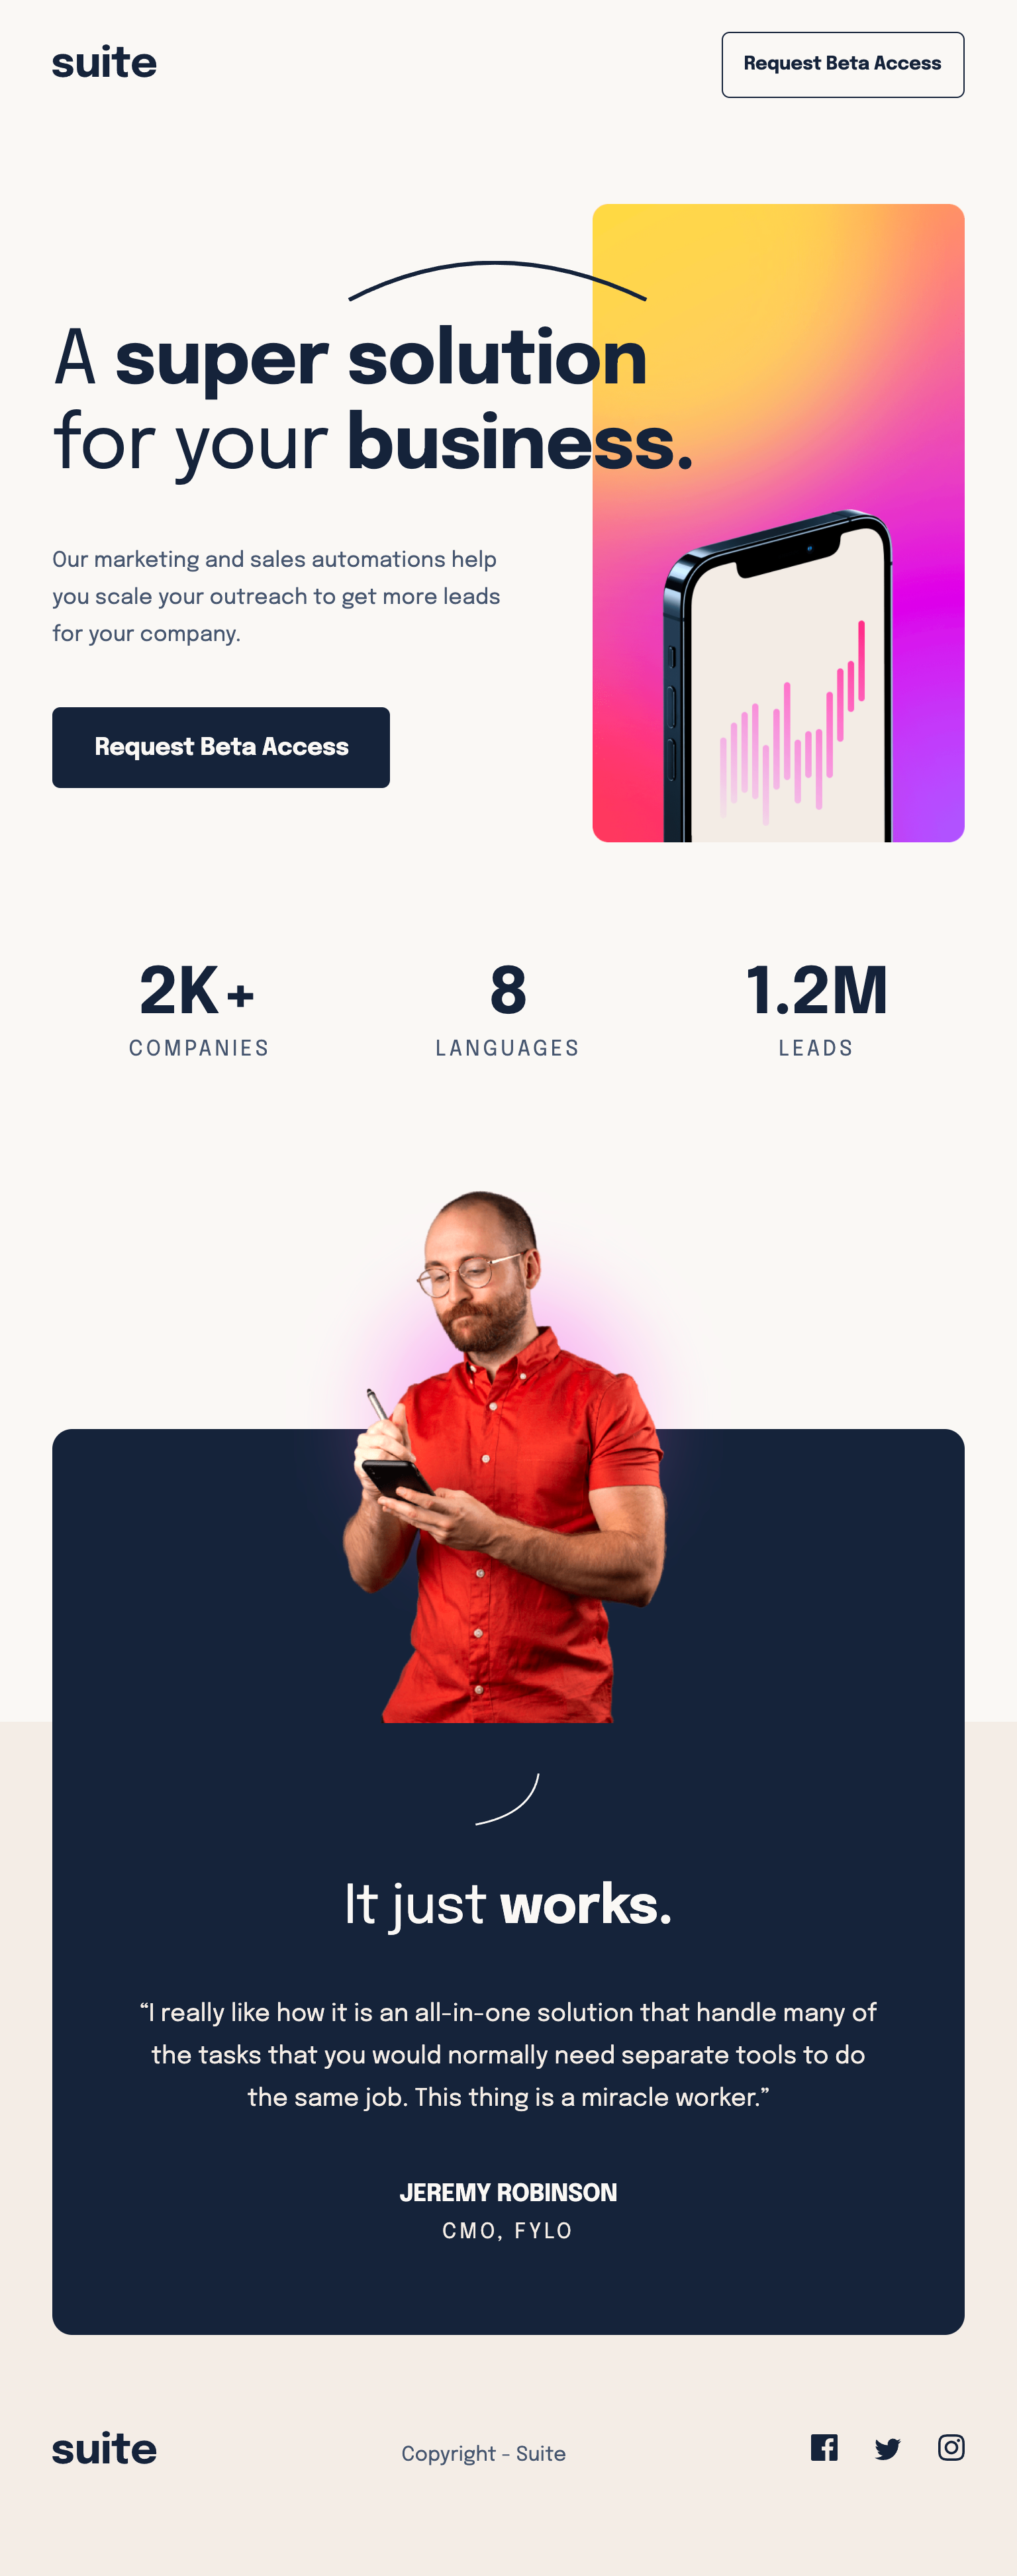 suite
Request Beta Access
A super solution
for your business.
Our marketing and sales automations help
you scale your outreach to get more leads
for your company.
Request Beta Access
2K+
COMPANIES
8
LANGUAGES
1.2M
LEADS
It just works.
“I really like how it is an all-in-one solution that handle many of
the tasks that you would normally need separate tools to do
the same job. This thing is a miracle worker.”
JEREMY ROBINSON
CMO, FYLO
suite
Copyright - Suite